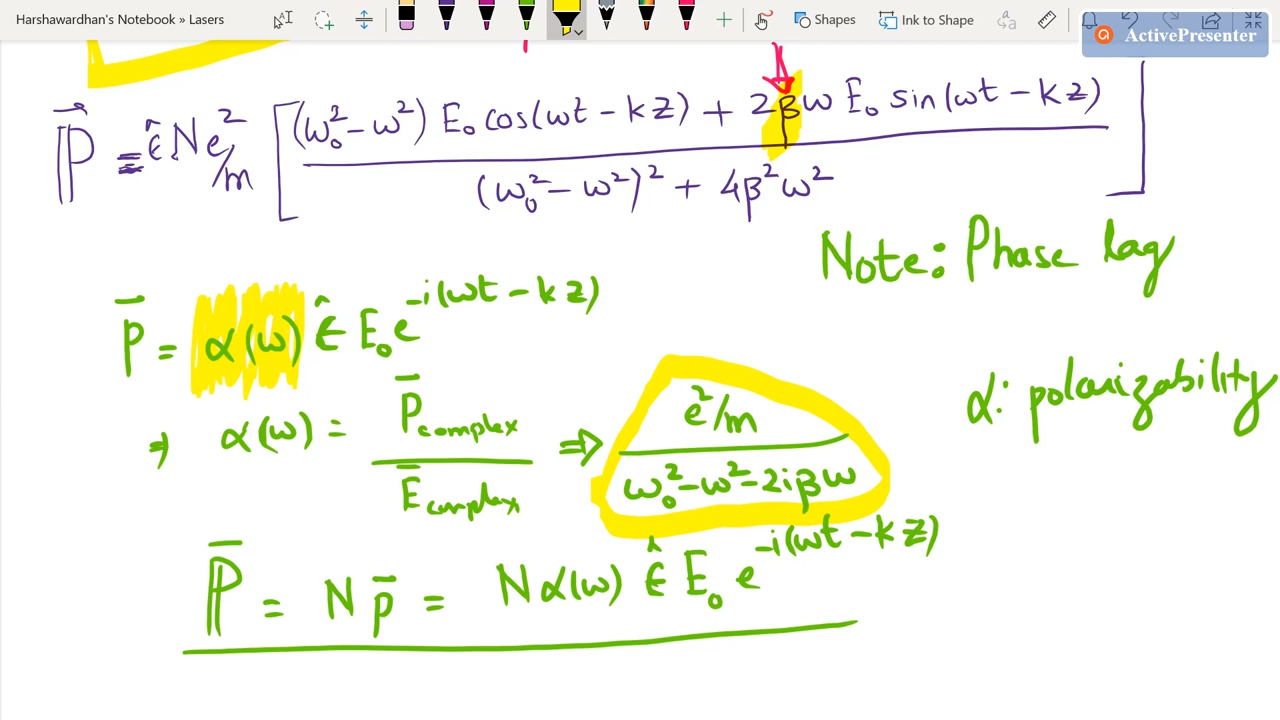 Harshawardhan's Notebook » Lasers
Shapes
Ink to Shape
ActivePresenter
P⃗ = ε̂ Ne²/m [ ((ω₀² − ω²) E₀ cos(ωt − kz) + 2βω E₀ sin(ωt − kz)) / ((ω₀² − ω²)² + 4β²ω²) ]
Note: Phase lag
p̄ = α(ω) ε̂ E₀ e^{-i(ωt − kz)}
α: polarizability
⇒ α(ω) = P̄complex / Ēcomplex ⇒ (e²/m) / (ω₀² − ω² − 2iβω)
P̄ = N p̄ = Nα(ω) ε̂ E₀ e^{-i(ωt − kz)}